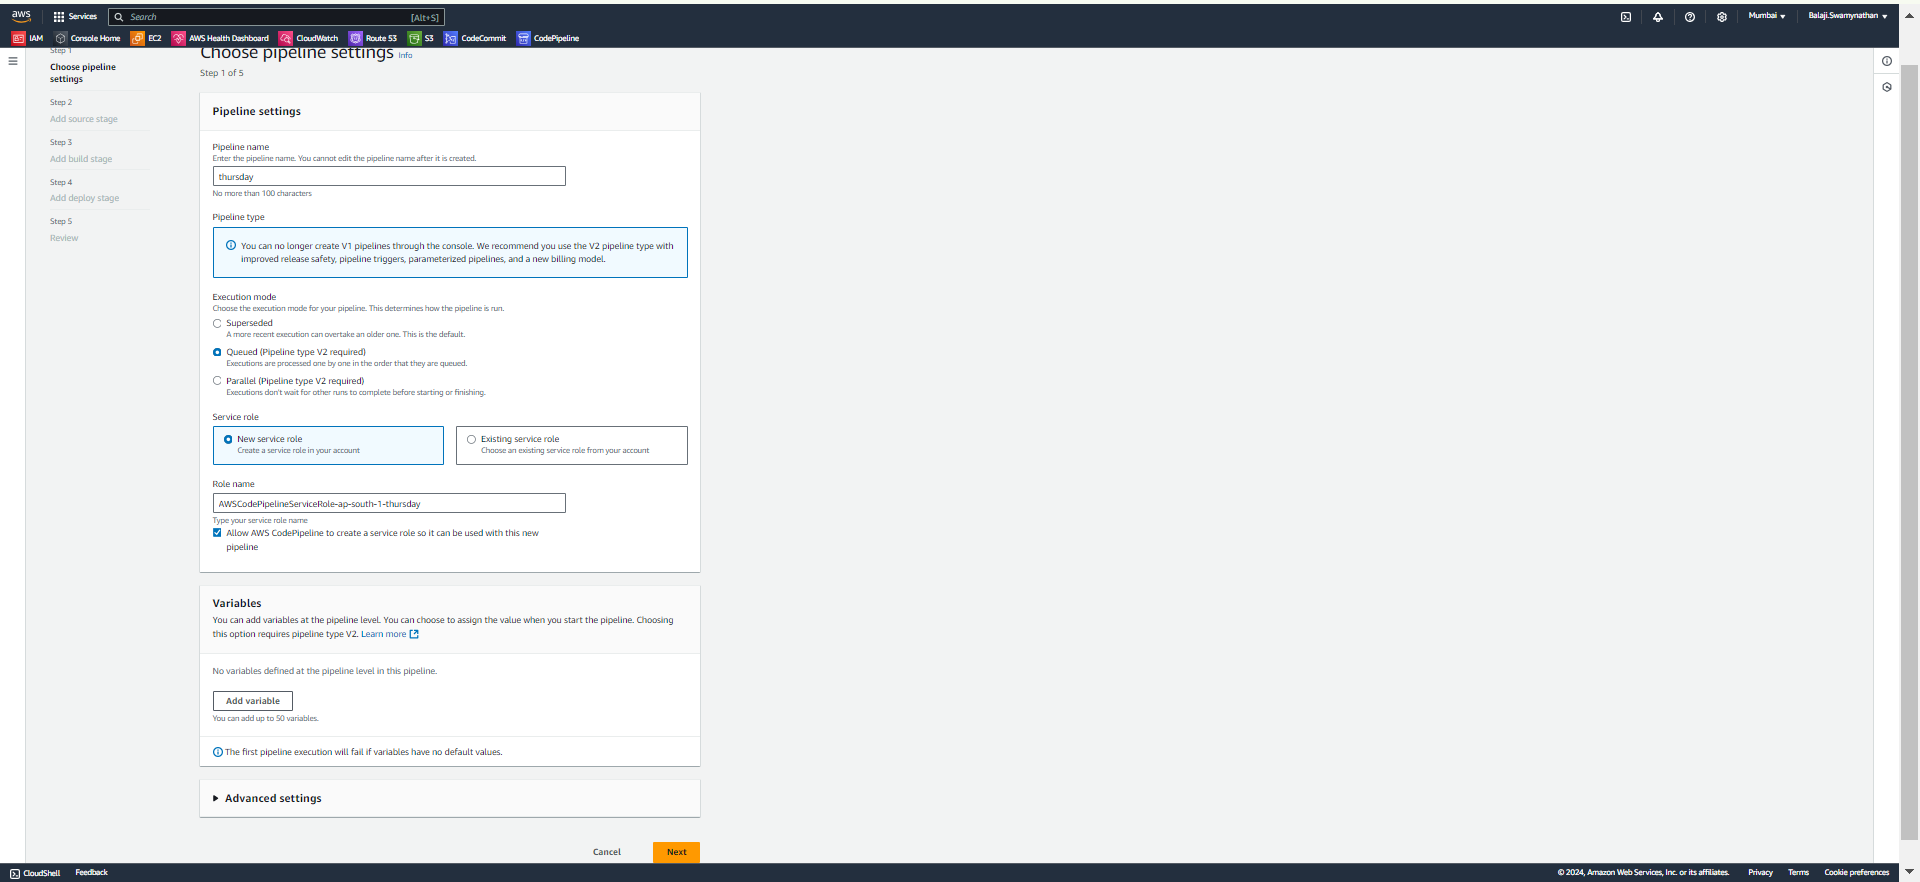 aws
Services
Search
[Alt+S]
Mumbai
Balaji.Swamynathan
IAM
Console Home
EC2
AWS Health Dashboard
CloudWatch
Route 53
S3
CodeCommit
CodePipeline
Step 1
Choose pipeline
settings
Step 2
Add source stage
Step 3
Add build stage
Step 4
Add deploy stage
Step 5
Review
Choose pipeline settings Info
Step 1 of 5
Pipeline settings
Pipeline name
Enter the pipeline name. You cannot edit the pipeline name after it is created.
thursday
No more than 100 characters
Pipeline type
You can no longer create V1 pipelines through the console. We recommend you use the V2 pipeline type with
improved release safety, pipeline triggers, parameterized pipelines, and a new billing model.
Execution mode
Choose the execution mode for your pipeline. This determines how the pipeline is run.
Superseded
A more recent execution can overtake an older one. This is the default.
Queued (Pipeline type V2 required)
Executions are processed one by one in the order that they are queued.
Parallel (Pipeline type V2 required)
Executions don't wait for other runs to complete before starting or finishing.
Service role
New service role
Create a service role in your account
Existing service role
Choose an existing service role from your account
Role name
AWSCodePipelineServiceRole-ap-south-1-thursday
Type your service role name
Allow AWS CodePipeline to create a service role so it can be used with this new
pipeline
Variables
You can add variables at the pipeline level. You can choose to assign the value when you start the pipeline. Choosing
this option requires pipeline type V2. Learn more
No variables defined at the pipeline level in this pipeline.
Add variable
You can add up to 50 variables.
The first pipeline execution will fail if variables have no default values.
Advanced settings
Cancel
Next
CloudShell
Feedback
© 2024, Amazon Web Services, Inc. or its affiliates.
Privacy
Terms
Cookie preferences